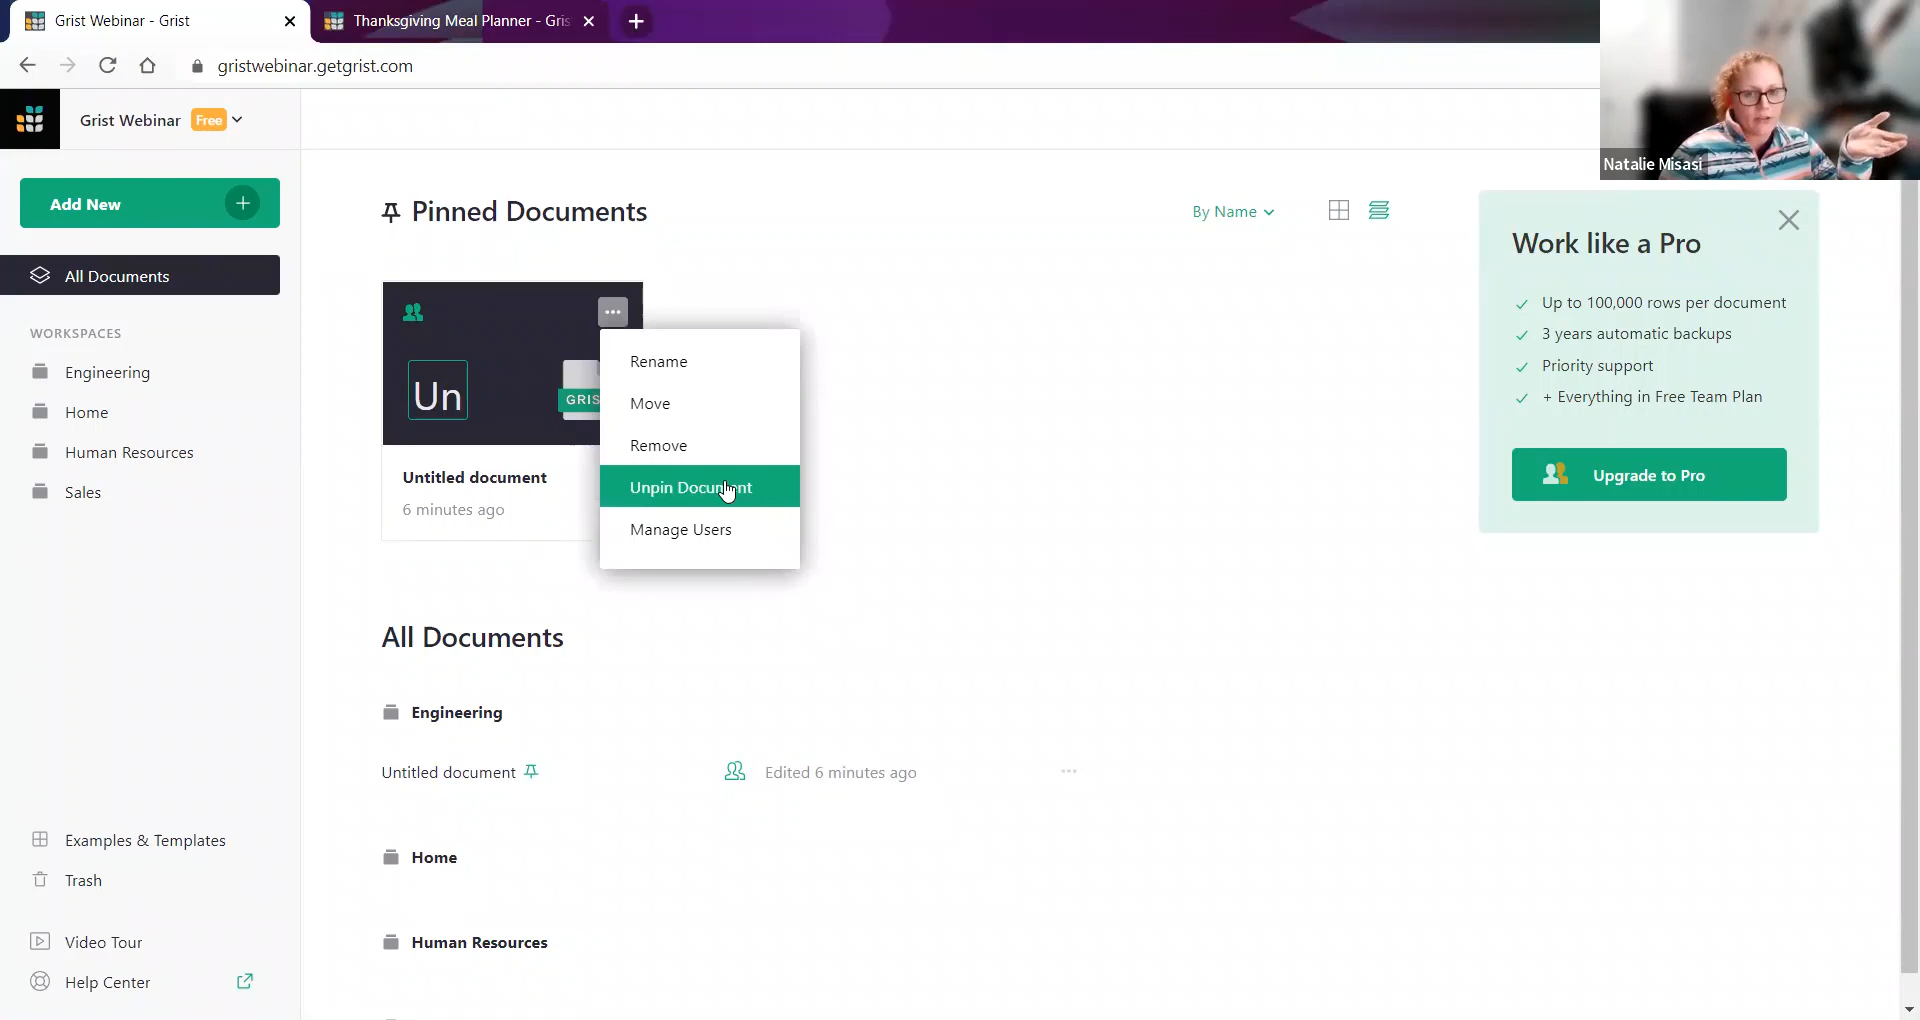 Grist Webinar - Grist
Thanksgiving Meal Planner - Gris
gristwebinar.getgrist.com
Grist Webinar Free
Natalie Misasi
Add New
All Documents
WORKSPACES
Engineering
Home
Human Resources
Sales
Examples & Templates
Trash
Video Tour
Help Center
Pinned Documents
By Name
Un
GRIS
Untitled document
6 minutes ago
Rename
Move
Remove
Unpin Document
Manage Users
Work like a Pro
Up to 100,000 rows per document
3 years automatic backups
Priority support
+ Everything in Free Team Plan
Upgrade to Pro
All Documents
Engineering
Untitled document
Edited 6 minutes ago
Home
Human Resources